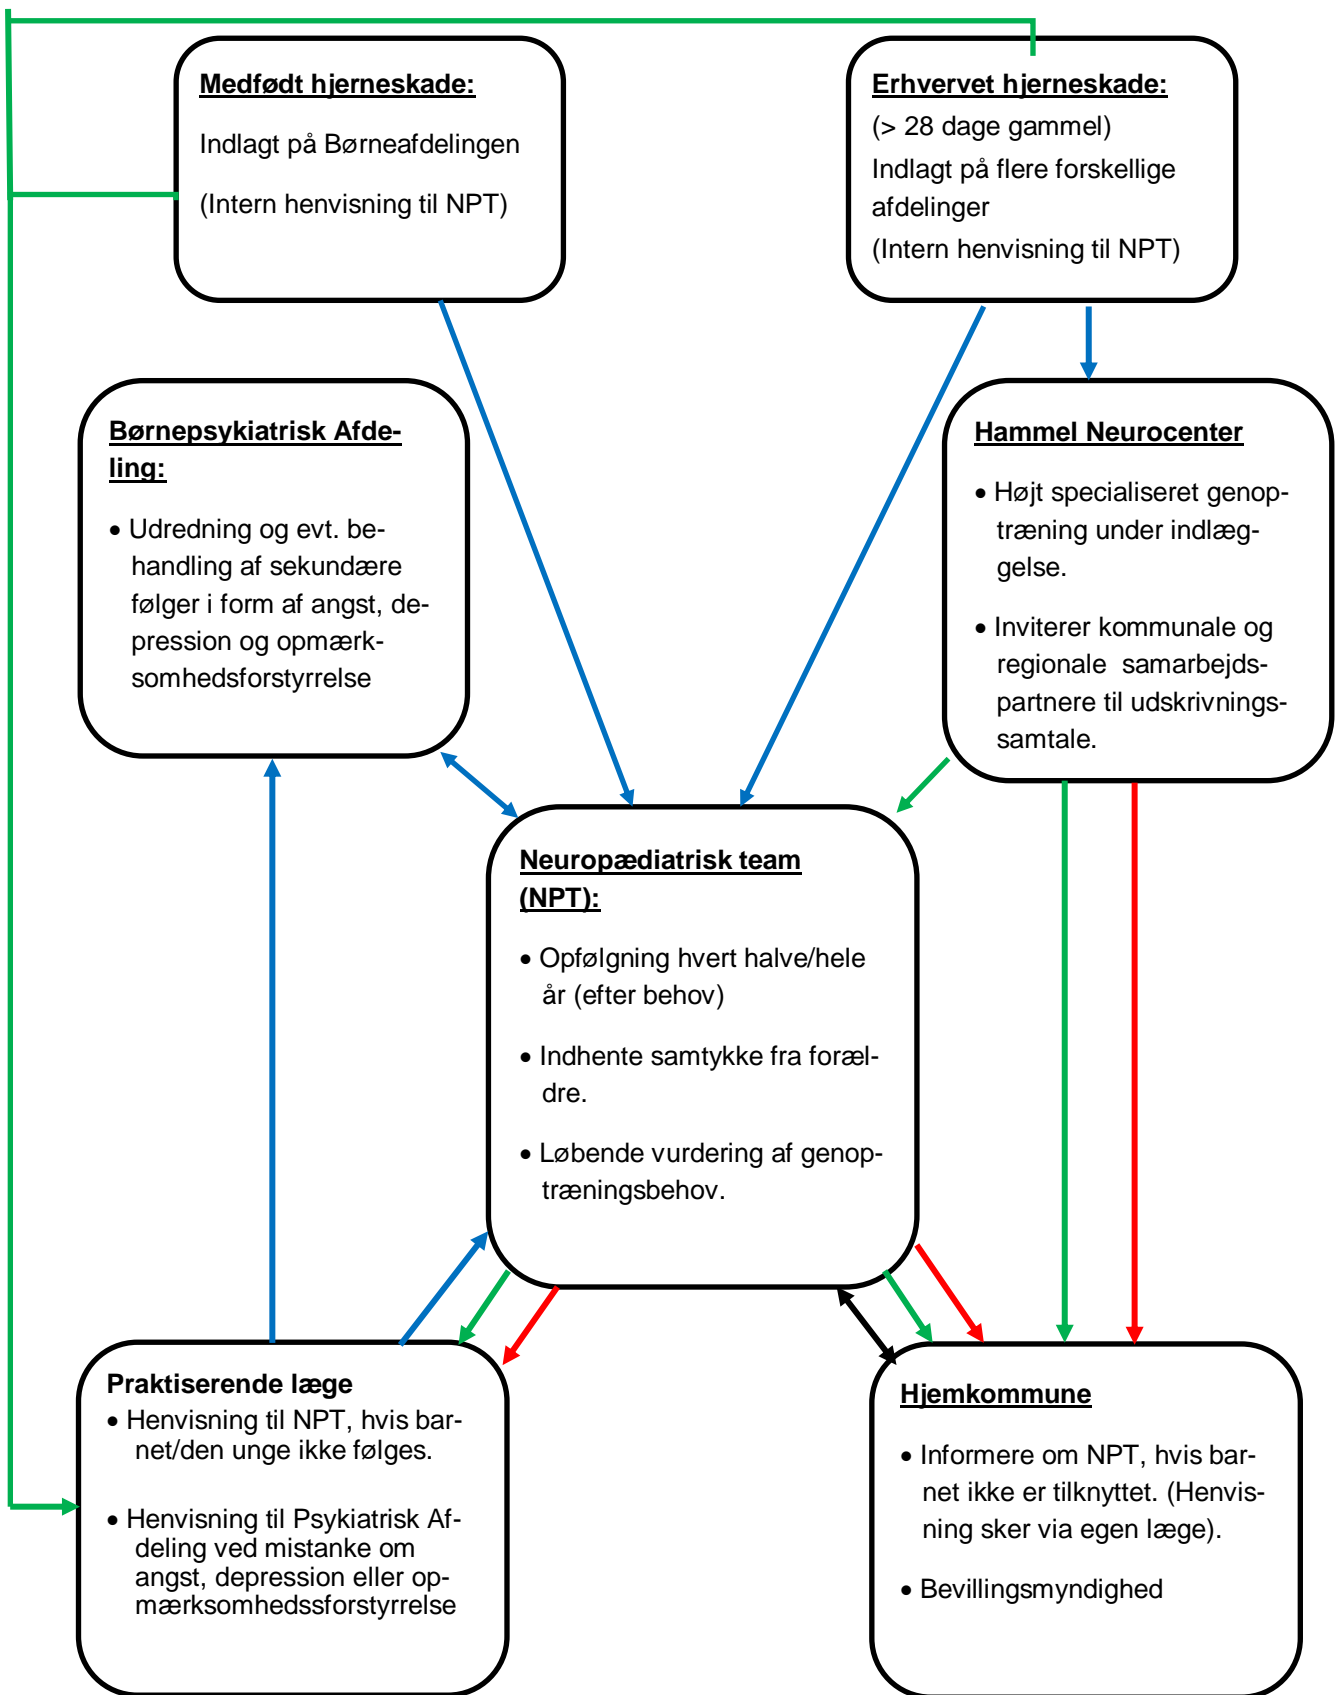 Medfødt hjerneskade:
Indlagt på Børneafdelingen
(Intern henvisning til NPT)
Erhvervet hjerneskade:
(> 28 dage gammel)
Indlagt på flere forskellige
afdelinger
(Intern henvisning til NPT)
Børnepsykiatrisk Afde-
ling:
• Udredning og evt. be-
handling af sekundære
følger i form af angst, de-
pression og opmærk-
somhedsforstyrrelse
Hammel Neurocenter
• Højt specialiseret genop-
træning under indlæg-
gelse.
• Inviterer kommunale og
regionale samarbejds-
partnere til udskrivnings-
samtale.
Neuropædiatrisk team
(NPT):
• Opfølgning hvert halve/hele
år (efter behov)
• Indhente samtykke fra foræl-
dre.
• Løbende vurdering af genop-
træningsbehov.
Praktiserende læge
• Henvisning til NPT, hvis bar-
net/den unge ikke følges.
• Henvisning til Psykiatrisk Af-
deling ved mistanke om
angst, depression eller op-
mærksomhedssforstyrrelse
Hjemkommune
• Informere om NPT, hvis bar-
net ikke er tilknyttet. (Henvis-
ning sker via egen læge).
• Bevillingsmyndighed